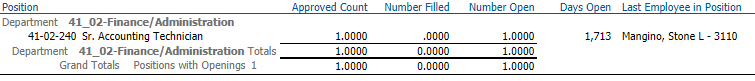 Position Approved Count Number Filled Number Open Days Open Last Employee in Position
Department 41_02-Finance/Administration
41-02-240 Sr. Accounting Technician 1.0000 .0000 1.0000 1,713 Mangino, Stone L - 3110
Department 41_02-Finance/Administration Totals 1.0000 0.0000 1.0000
Grand Totals Positions with Openings 1 1.0000 0.0000 1.0000